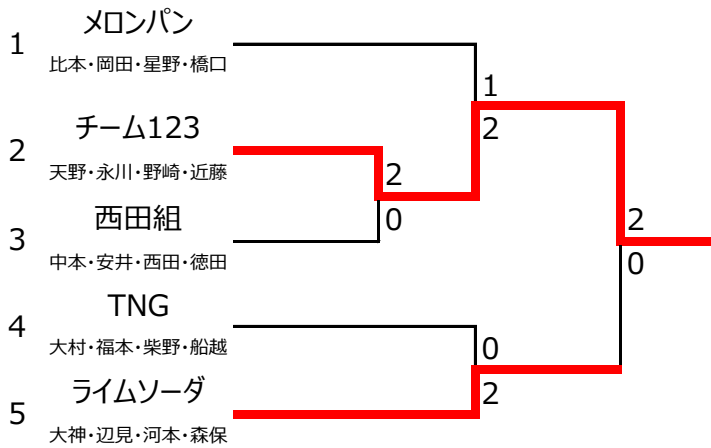 1
メロンパン
比本・岡田・星野・橋口
2
チーム123
天野・永川・野崎・近藤
3
西田組
中本・安井・西田・徳田
4
TNG
大村・福本・柴野・船越
5
ライムソーダ
大神・辺見・河本・森保
1
2
2
0
2
0
0
2